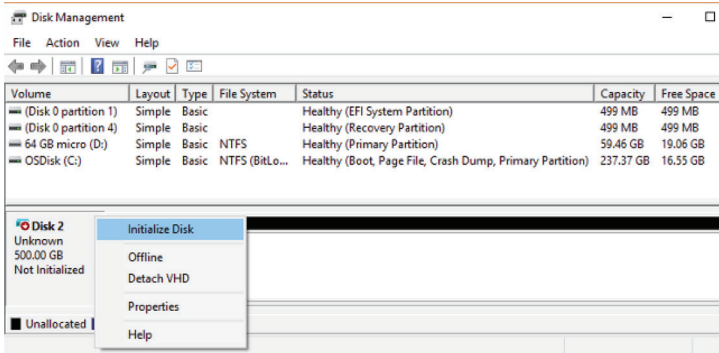 Disk Management
File Action View Help
Volume Layout Type File System Status Capacity Free Space
(Disk 0 partition 1) Simple Basic Healthy (EFI System Partition) 499 MB 499 MB
(Disk 0 partition 4) Simple Basic Healthy (Recovery Partition) 499 MB 499 MB
64 GB micro (D:) Simple Basic NTFS Healthy (Primary Partition) 59.46 GB 19.06 GB
OSDisk (C:) Simple Basic NTFS (BitLo... Healthy (Boot, Page File, Crash Dump, Primary Partition) 237.37 GB 16.55 GB
Disk 2
Unknown
500.00 GB
Not Initialized
Initialize Disk
Offline
Detach VHD
Properties
Help
Unallocated